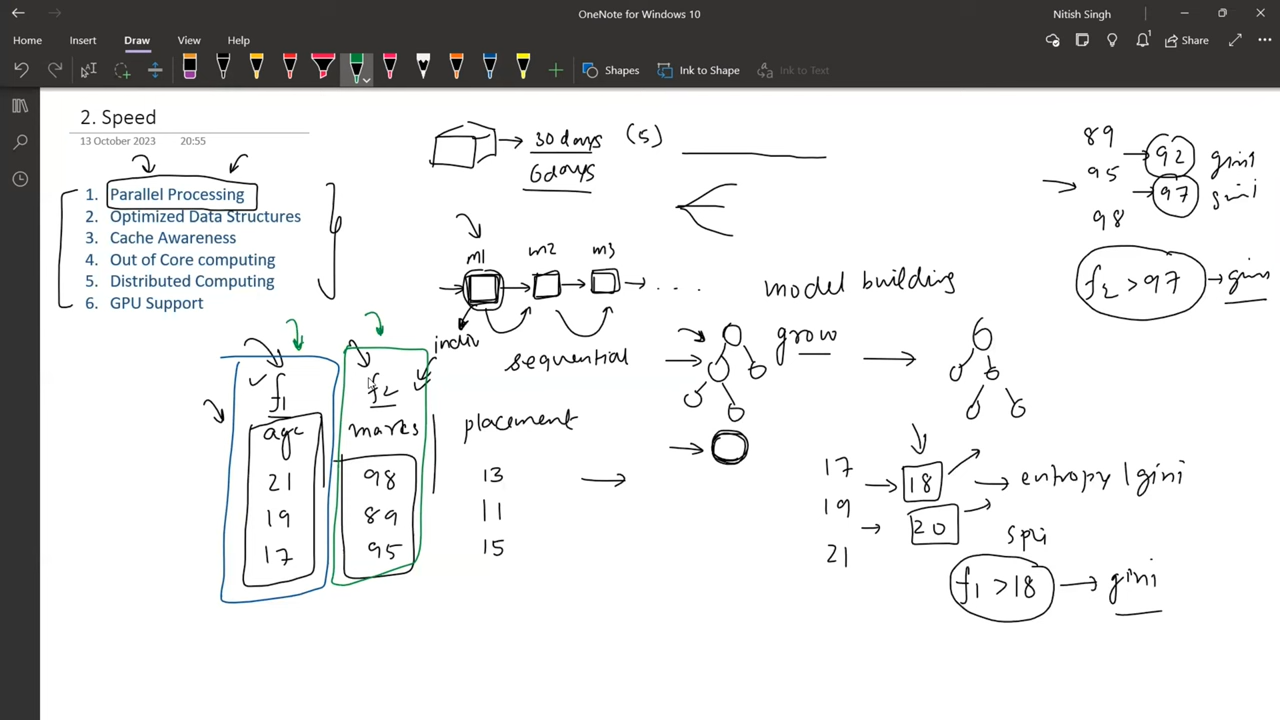 OneNote for Windows 10
Nitish Singh
Home Insert Draw View Help
Share
Shapes
Ink to Shape
Ink to Text
2. Speed
13 October 2023 20:55
1. Parallel Processing
2. Optimized Data Structures
3. Cache Awareness
4. Out of Core computing
5. Distributed Computing
6. GPU Support
30 days (5)
6 days
m1 m2 m3
....
indiv
sequential
model building
grow
f1 f2
age marks placement
21 98 13
19 89 11
17 95 15
89
92 gini
95
97
98
f2 > 97 gini
17
18
entropy / gini
19
20
21
f1 > 18 gini